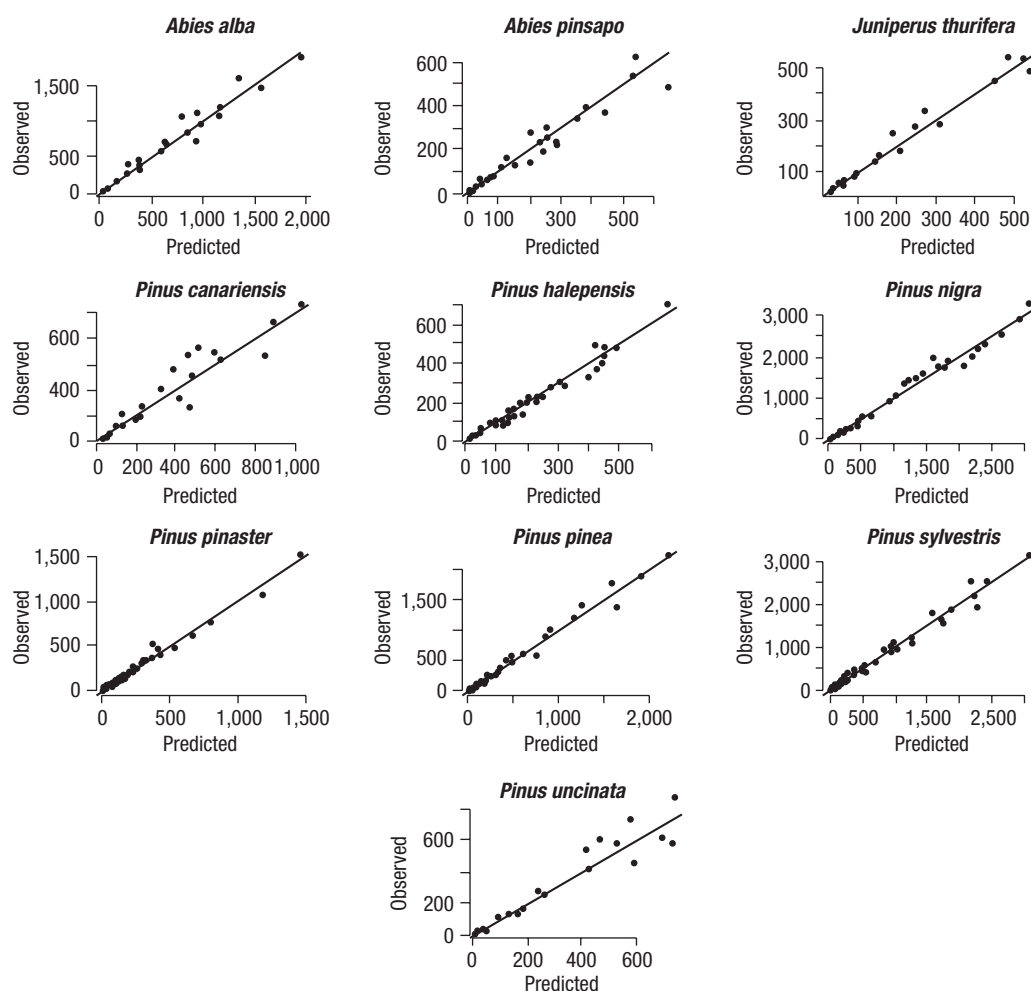 Abies alba
Abies pinsapo
Juniperus thurifera
Observed
1,500
500
0
0 500 1,000 1,500 2,000
Predicted
Observed
600
400
200
0
0 100 300 500
Predicted
Observed
500
300
100
100 200 300 400 500
Predicted
Pinus canariensis
Pinus halepensis
Pinus nigra
Observed
600
400
200
0
0 200 400 600 800 1,000
Predicted
Observed
600
400
200
0
0 100 300 500
Predicted
Observed
3,000
2,000
1,000
0
0 500 1,500 2,500
Predicted
Pinus pinaster
Pinus pinea
Pinus sylvestris
Observed
1,500
1,000
500
0
0 500 1,000 1,500
Predicted
Observed
1,500
500
0
0 1,000 2,000
Predicted
Observed
3,000
2,000
1,000
0
0 500 1,500 2,500
Predicted
Pinus uncinata
Observed
600
200
0
0 200 400 600
Predicted